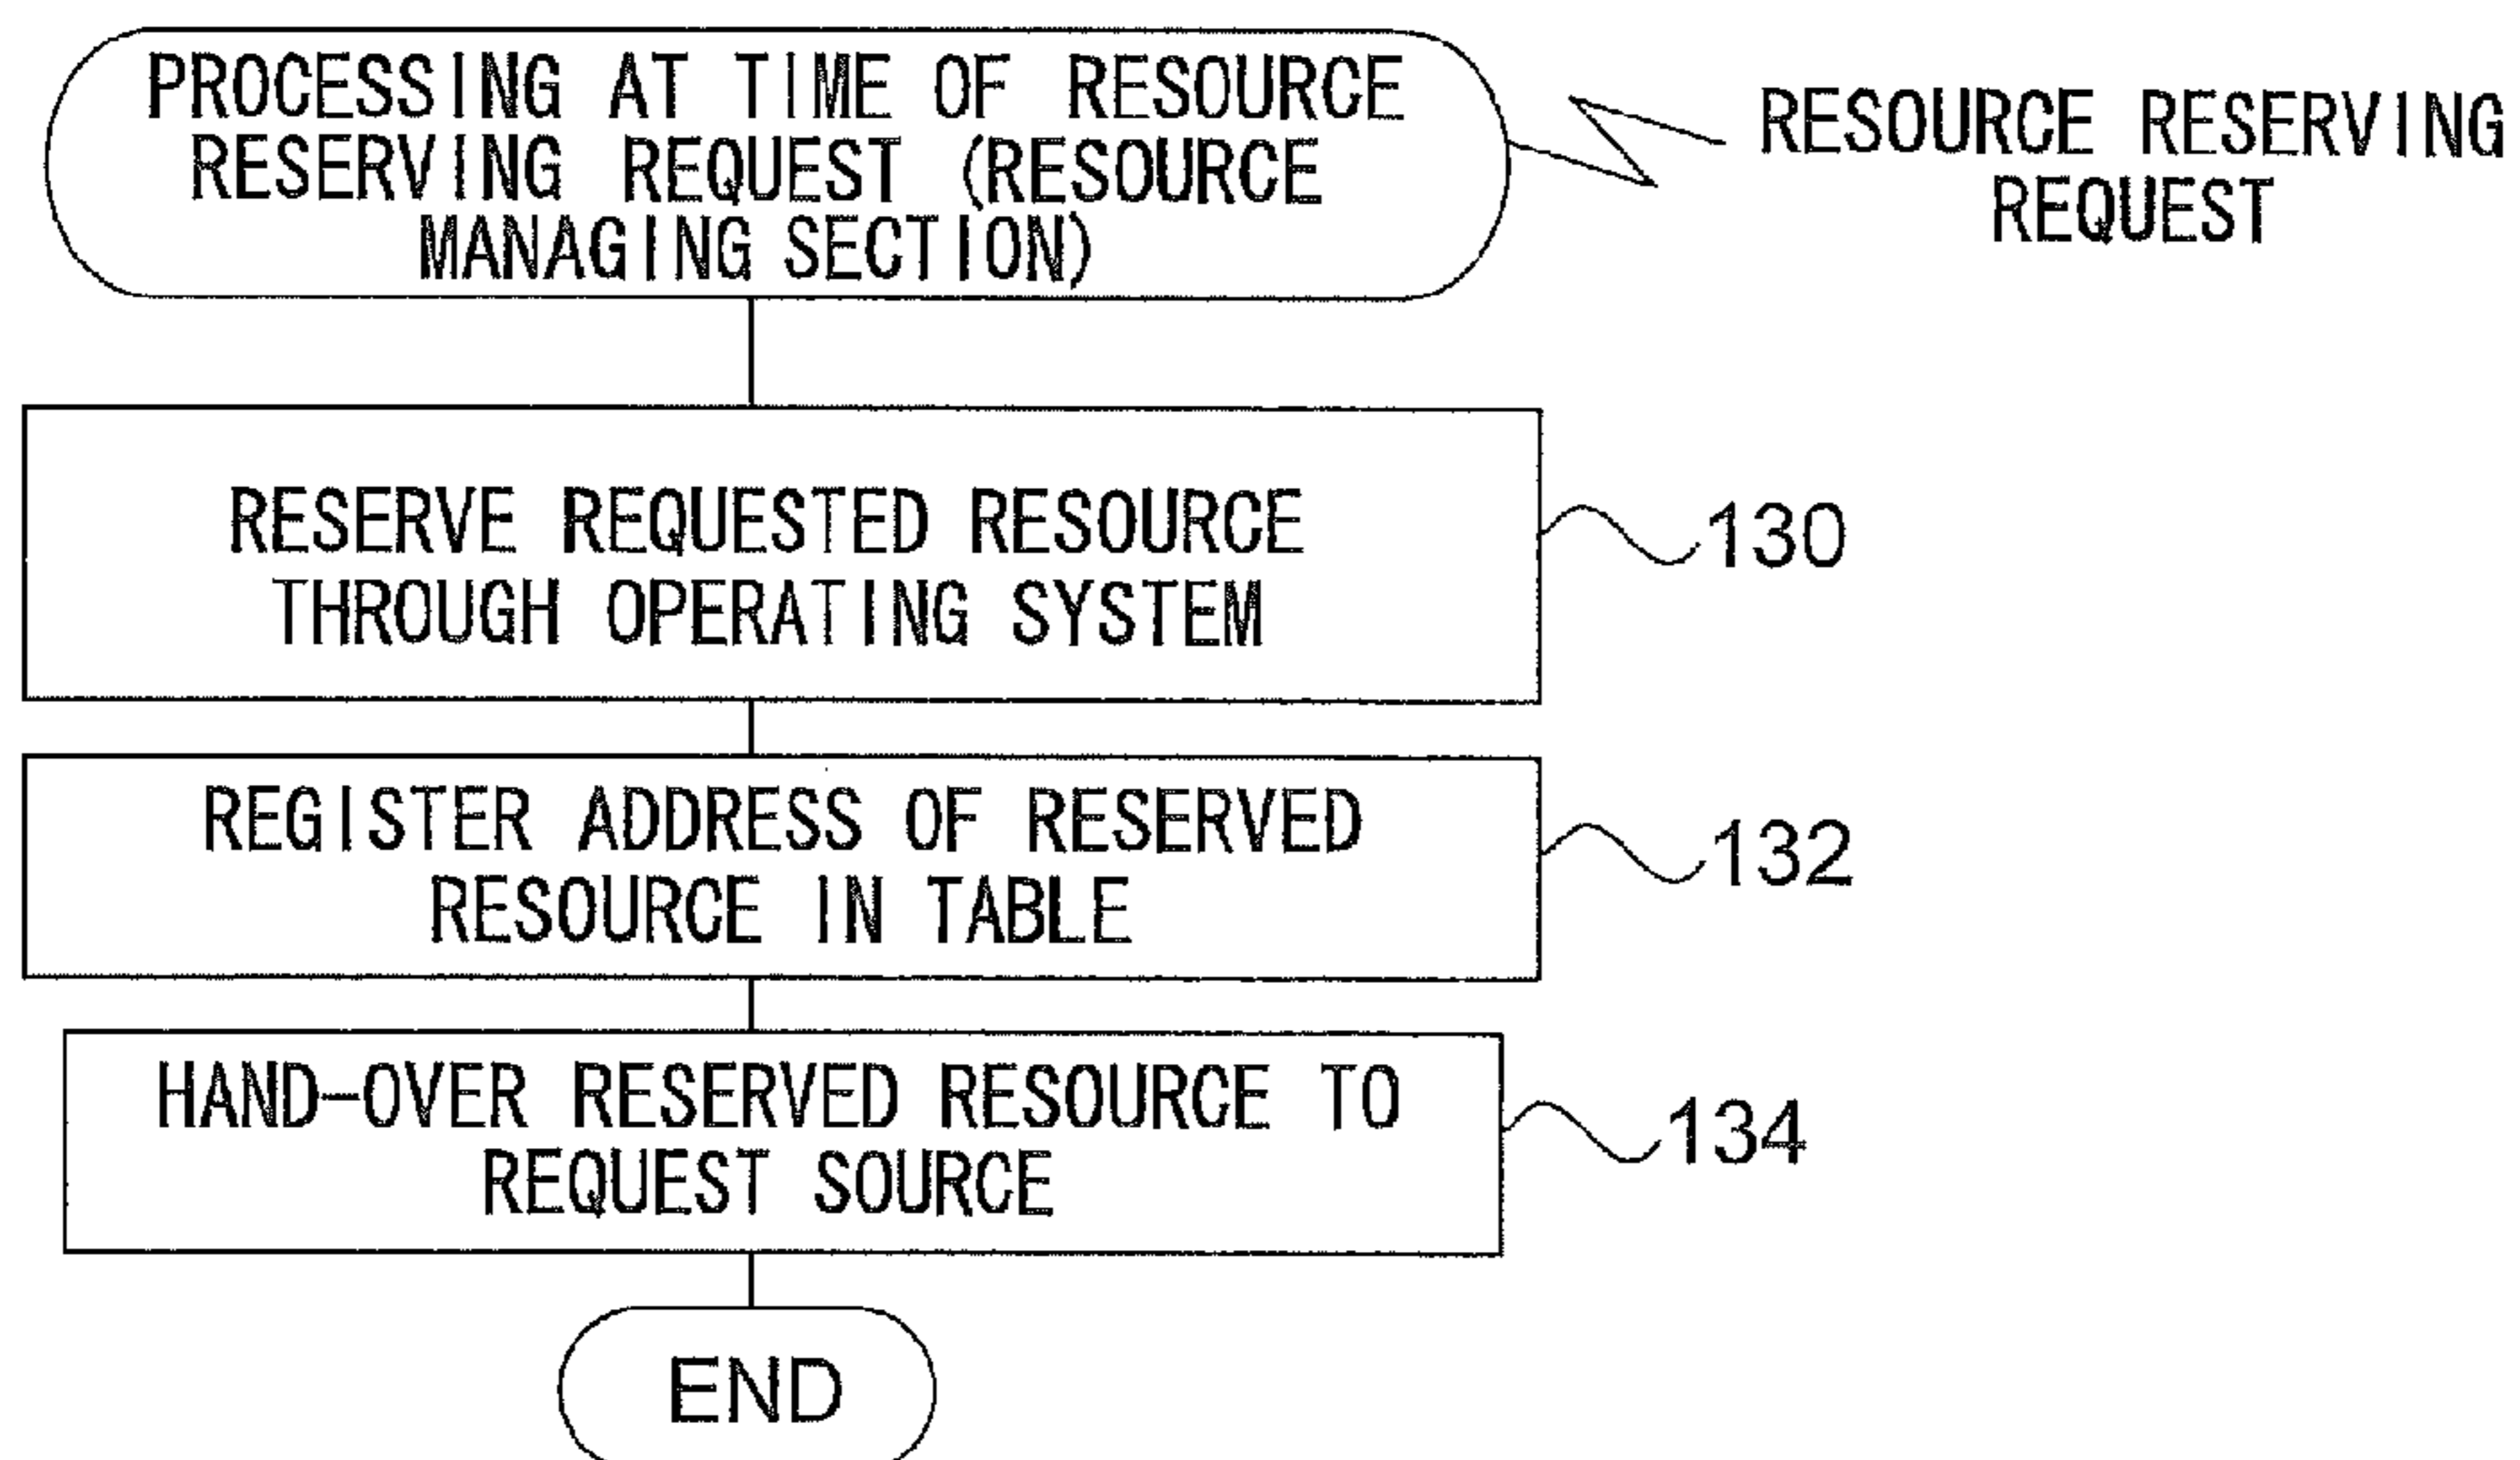 PROCESSING AT TIME OF RESOURCE
RESERVING REQUEST (RESOURCE
MANAGING SECTION)
RESOURCE RESERVING
REQUEST
RESERVE REQUESTED RESOURCE
THROUGH OPERATING SYSTEM
130
REGISTER ADDRESS OF RESERVED
RESOURCE IN TABLE
132
HAND-OVER RESERVED RESOURCE TO
REQUEST SOURCE
134
END